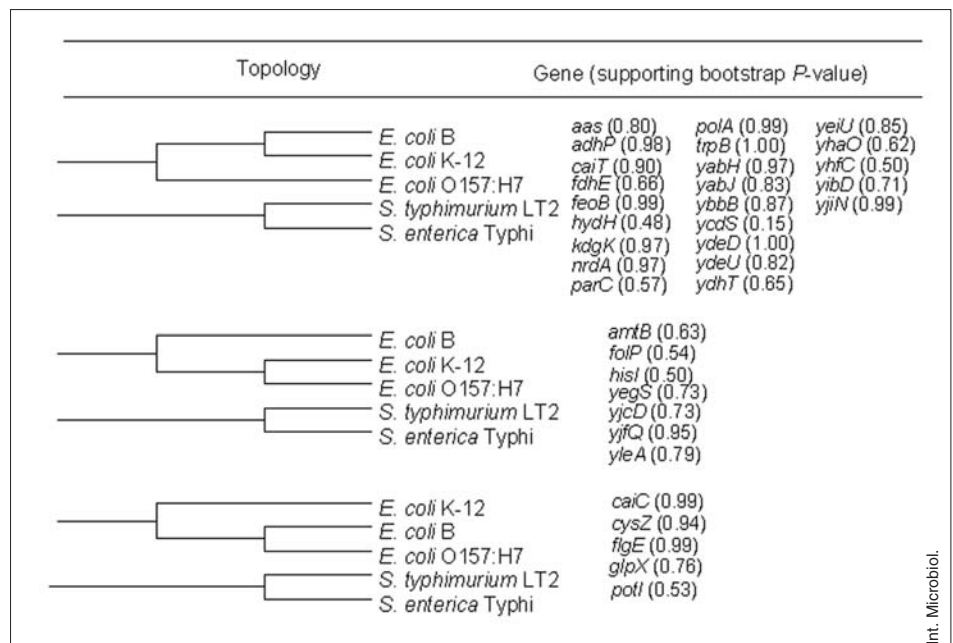 Topology Gene (supporting bootstrap P-value)
E. coli B
E. coli K-12
E. coli O157:H7
S. typhimurium LT2
S. enterica Typhi
aas (0.80) polA (0.99) yeiU (0.85)
adhP (0.98) trpB (1.00) yhaO (0.62)
caiT (0.90) yabH (0.97) yhfC (0.50)
fdhE (0.66) yabJ (0.83) yibD (0.71)
feoB (0.99) ybbB (0.87) yjiN (0.99)
hydH (0.48) ycdS (0.15)
kdgK (0.97) ydeD (1.00)
nrdA (0.97) ydeU (0.82)
parC (0.57) ydhT (0.65)
E. coli B
E. coli K-12
E. coli O157:H7
S. typhimurium LT2
S. enterica Typhi
amtB (0.63)
folP (0.54)
hisI (0.50)
yegS (0.73)
yjcD (0.73)
yjfQ (0.95)
yleA (0.79)
E. coli K-12
E. coli B
E. coli O157:H7
S. typhimurium LT2
S. enterica Typhi
caiC (0.99)
cysZ (0.94)
flgE (0.99)
glpX (0.76)
potI (0.53)
Int. Microbiol.